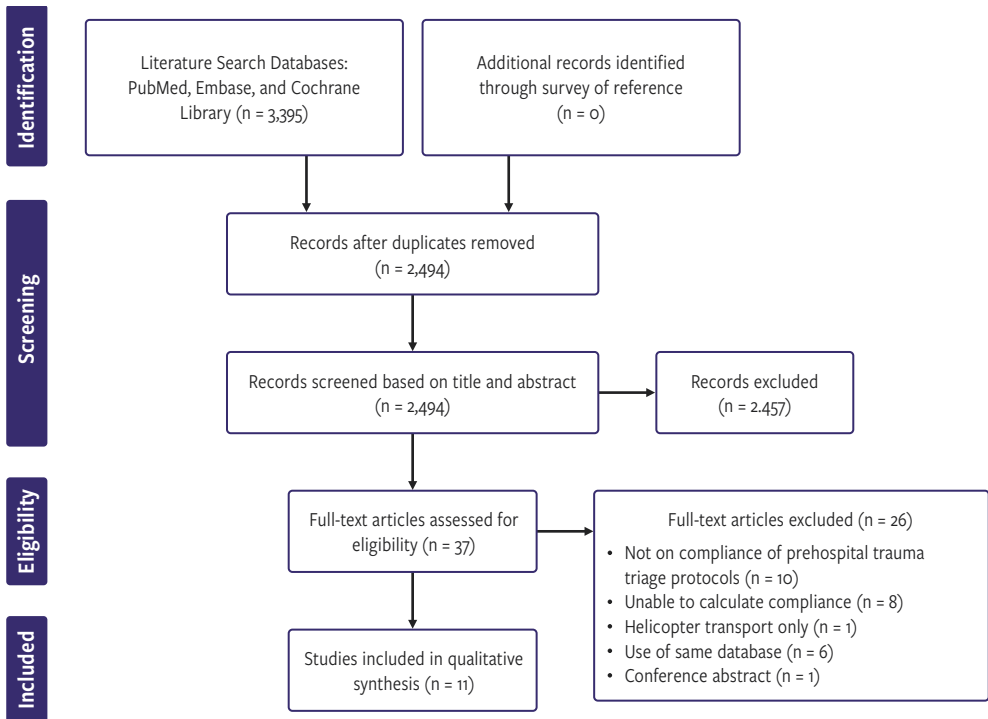 Identification
Literature Search Databases:
PubMed, Embase, and Cochrane
Library (n = 3,395)
Additional records identified
through survey of reference
(n = 0)
Screening
Records after duplicates removed
(n = 2,494)
Records screened based on title and abstract
(n = 2,494)
Records excluded
(n = 2.457)
Eligibility
Full-text articles assessed for
eligibility (n = 37)
Full-text articles excluded (n = 26)
• Not on compliance of prehospital trauma
triage protocols (n = 10)
• Unable to calculate compliance (n = 8)
• Helicopter transport only (n = 1)
• Use of same database (n = 6)
• Conference abstract (n = 1)
Included
Studies included in qualitative
synthesis (n = 11)